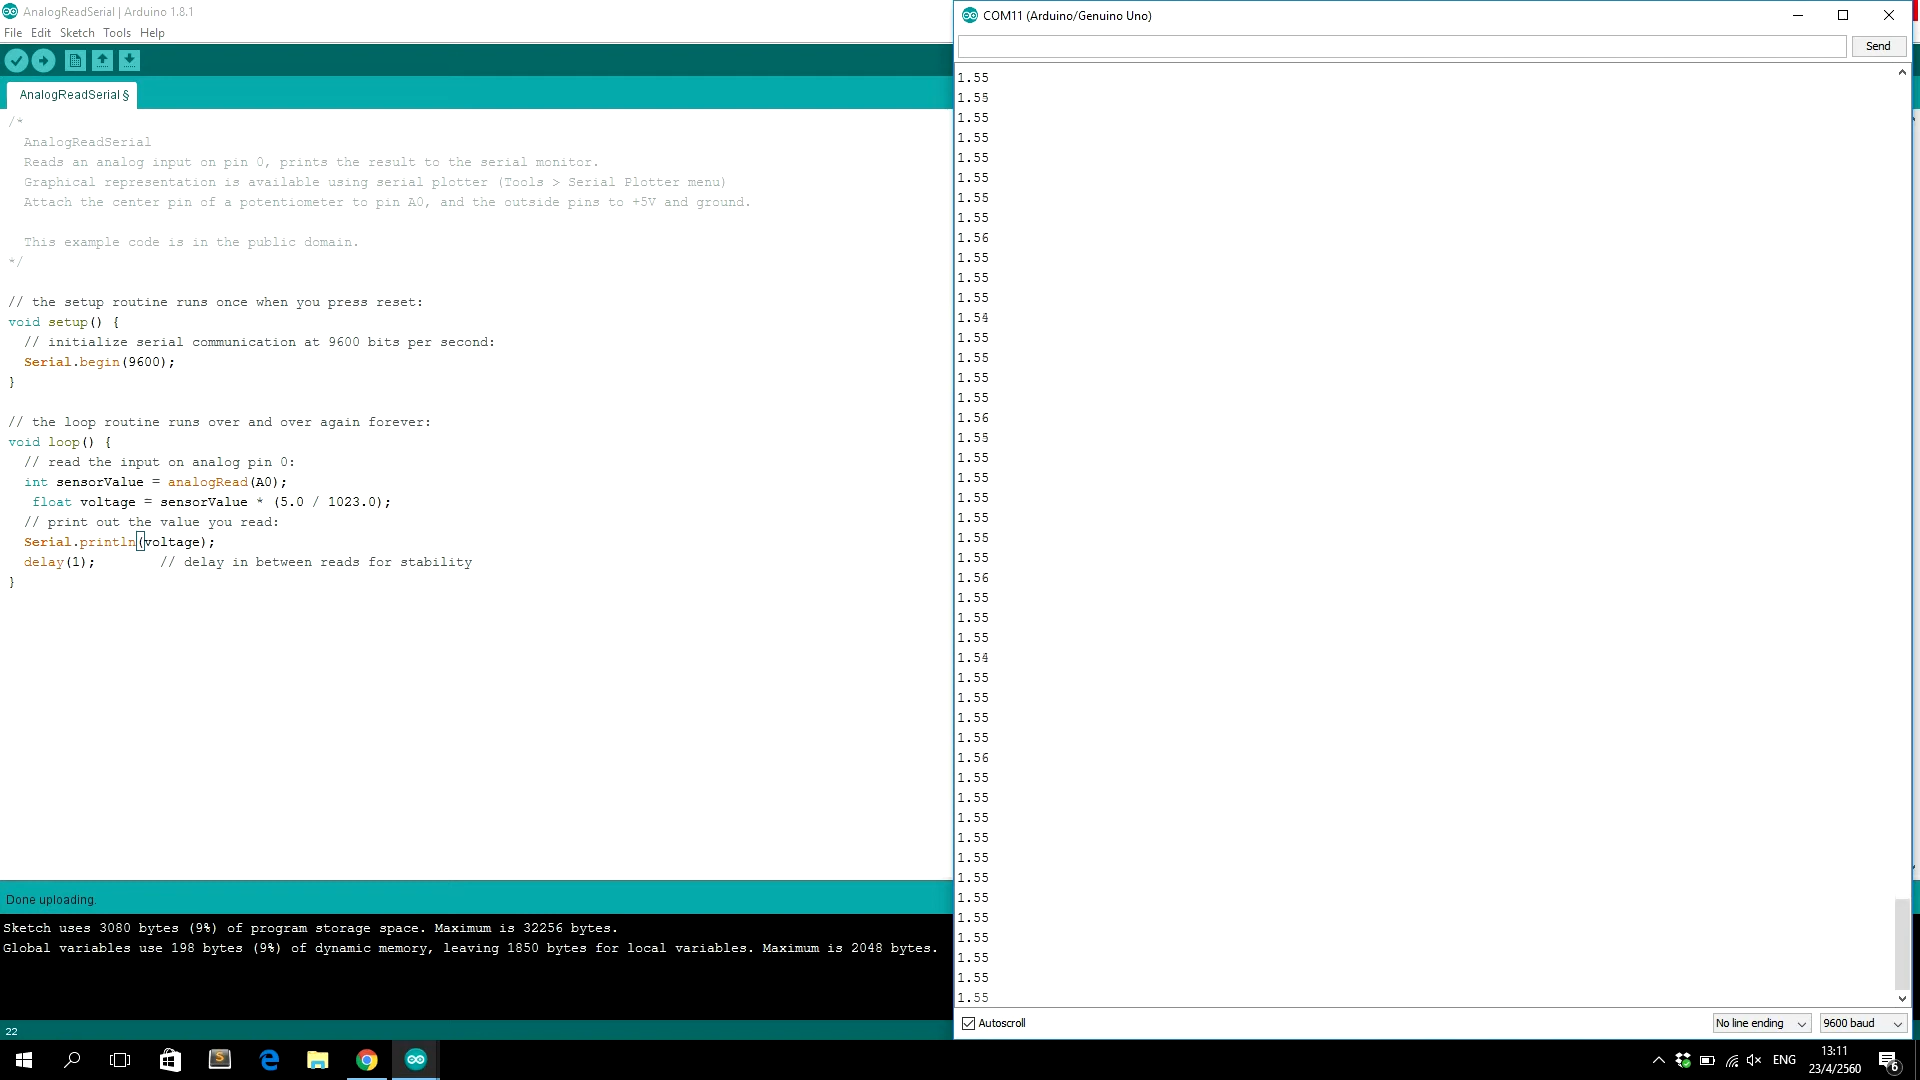 AnalogReadSerial | Arduino 1.8.1
File Edit Sketch Tools Help
AnalogReadSerial §
/*
  AnalogReadSerial
  Reads an analog input on pin 0, prints the result to the serial monitor.
  Graphical representation is available using serial plotter (Tools > Serial Plotter menu)
  Attach the center pin of a potentiometer to pin A0, and the outside pins to +5V and ground.
  This example code is in the public domain.
*/
// the setup routine runs once when you press reset:
void setup() {
  // initialize serial communication at 9600 bits per second:
  Serial.begin(9600);
}
// the loop routine runs over and over again forever:
void loop() {
  // read the input on analog pin 0:
  int sensorValue = analogRead(A0);
   float voltage = sensorValue * (5.0 / 1023.0);
  // print out the value you read:
  Serial.println(voltage);
  delay(1);        // delay in between reads for stability
}
Done uploading.
Sketch uses 3080 bytes (9%) of program storage space. Maximum is 32256 bytes.
Global variables use 198 bytes (9%) of dynamic memory, leaving 1850 bytes for local variables. Maximum is 2048 bytes.
22
COM11 (Arduino/Genuino Uno)
Send
1.55
1.55
1.55
1.55
1.55
1.55
1.55
1.55
1.56
1.55
1.55
1.55
1.54
1.55
1.55
1.55
1.55
1.56
1.55
1.55
1.55
1.55
1.55
1.55
1.55
1.56
1.55
1.55
1.55
1.54
1.55
1.55
1.55
1.55
1.56
1.55
1.55
1.55
1.55
1.55
1.55
1.55
1.55
1.55
1.55
1.55
1.55
Autoscroll
No line ending
9600 baud
S
ENG
13:11
23/4/2560
6